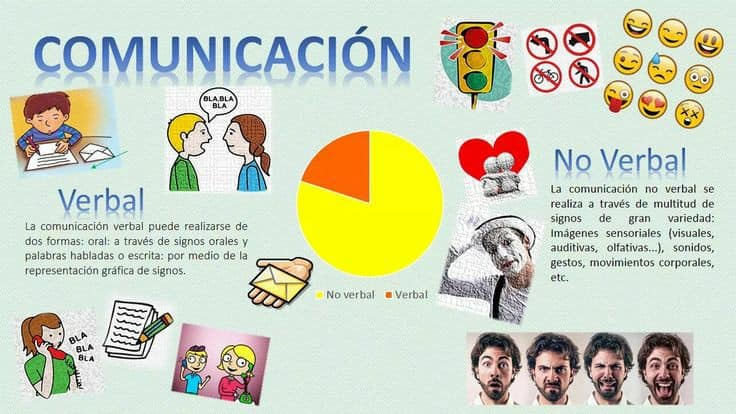 COMUNICACIÓN
BLA,BLA
BLA
Verbal
La comunicación verbal puede realizarse de
dos formas: oral: a través de signos orales y
palabras habladas o escrita: por medio de la
representación gráfica de signos.
No Verbal
La comunicación no verbal se
realiza a través de multitud de
signos de gran variedad:
Imágenes sensoriales (visuales,
auditivas, olfativas...), sonidos,
gestos, movimientos corporales,
etc.
No verbal
Verbal
BLA
BLA
BLA